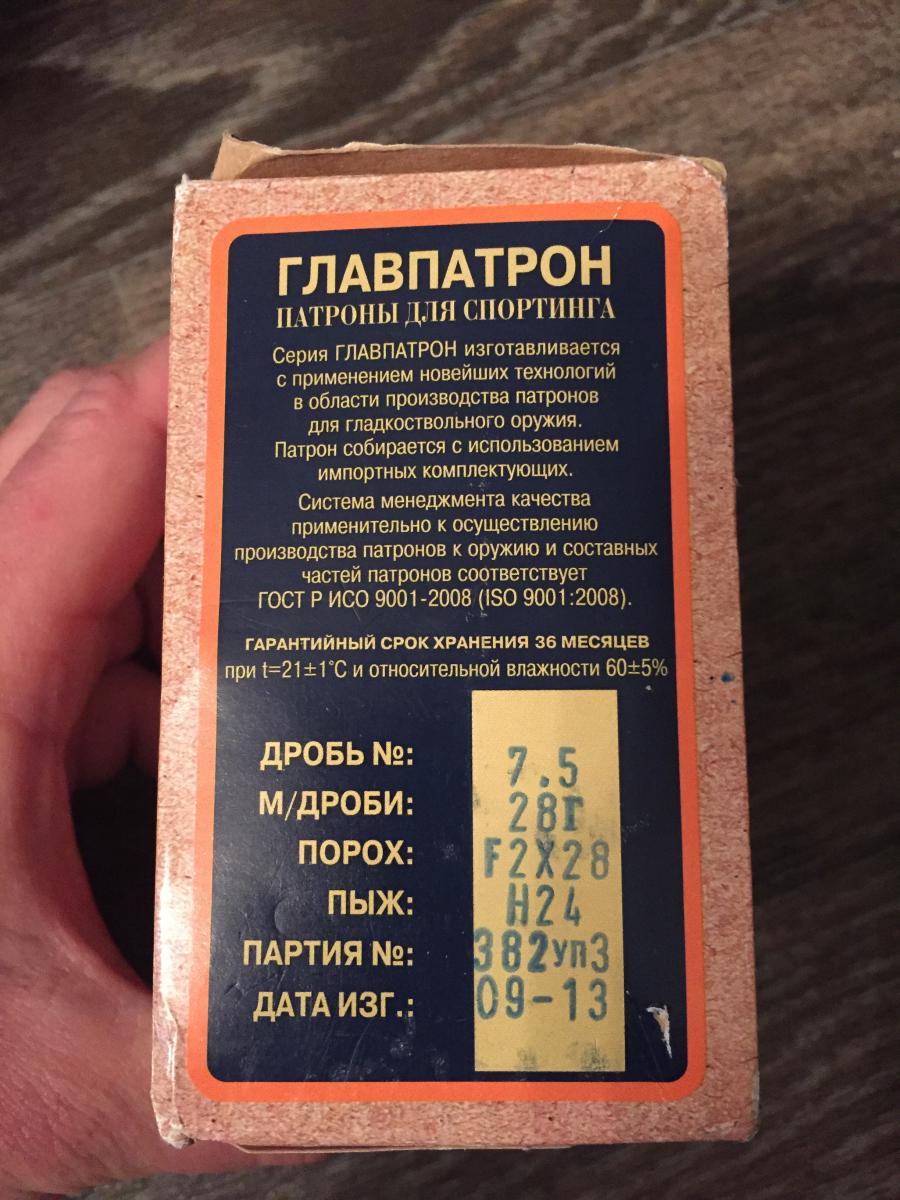 ГЛАВПАТРОН
ПАТРОНЫ ДЛЯ СПОРТИНГА
Серия ГЛАВПАТРОН изготавливается
с применением новейших технологий
в области производства патронов
для гладкоствольного оружия.
Патрон собирается с использованием
импортных комплектующих.
Система менеджмента качества
применительно к осуществлению
производства патронов к оружию и составных
частей патронов соответствует
ГОСТ Р ИСО 9001-2008 (ISO 9001:2008).
ГАРАНТИЙНЫЙ СРОК ХРАНЕНИЯ 36 МЕСЯЦЕВ
при t=21±1°С и относительной влажности 60±5%
ДРОБЬ №: 7.5
М/ДРОБИ: 28Г
ПОРОХ: F2X28
ПЫЖ: Н24
ПАРТИЯ №: 382уп3
ДАТА ИЗГ.: 09-13